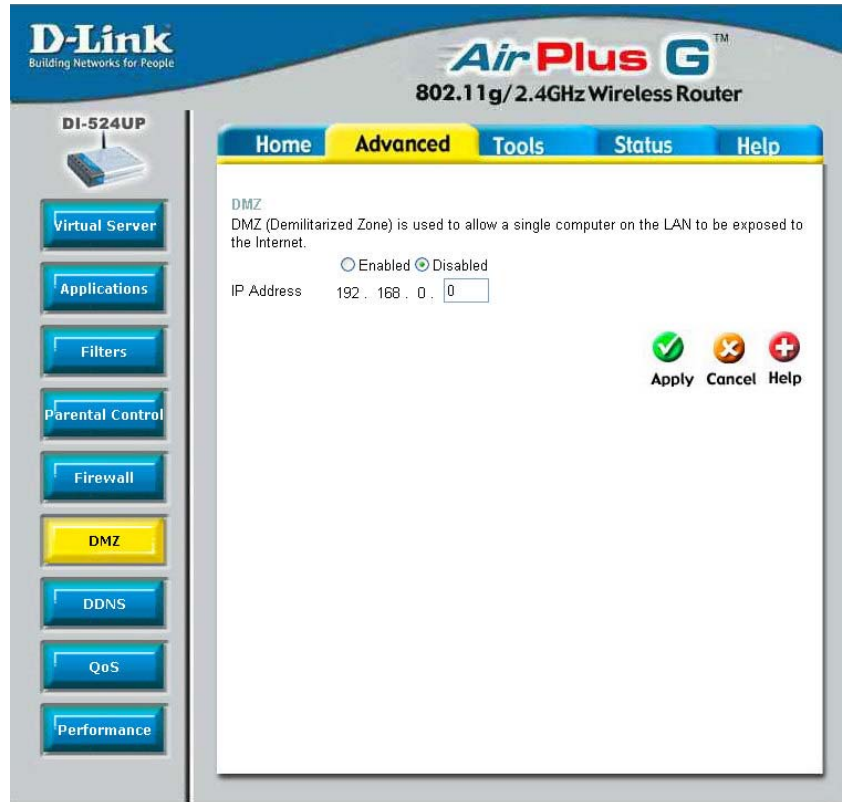 D-Link
Building Networks for People
Air Plus G™
802.11g/2.4GHz Wireless Router
DI-524UP
Home Advanced Tools Status Help
Virtual Server
Applications
Filters
Parental Control
Firewall
DMZ
DDNS
QoS
Performance
DMZ
DMZ (Demilitarized Zone) is used to allow a single computer on the LAN to be exposed to
the Internet.
Enabled Disabled
IP Address 192 . 168 . 0 . 0
Apply Cancel Help